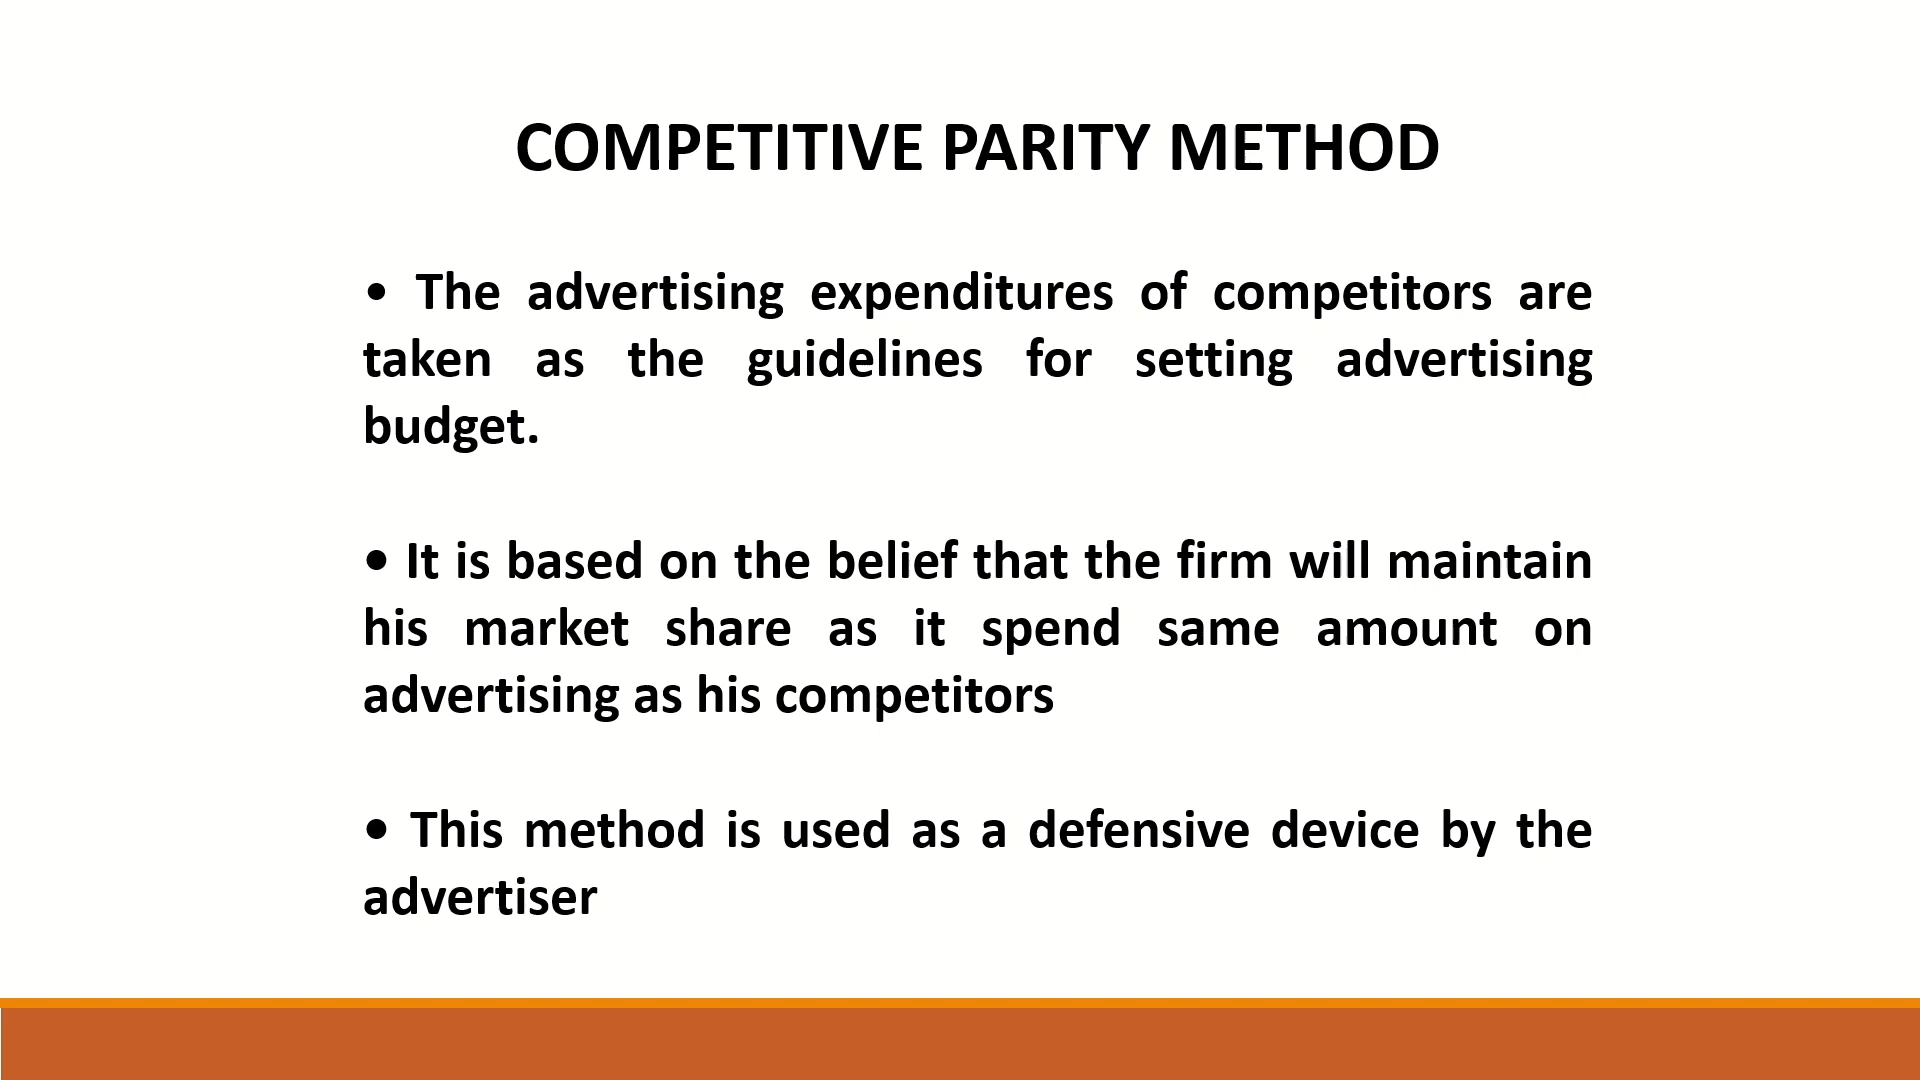 COMPETITIVE PARITY METHOD
• The advertising expenditures of competitors are
taken as the guidelines for setting advertising
budget.
• It is based on the belief that the firm will maintain
his market share as it spend same amount on
advertising as his competitors
• This method is used as a defensive device by the
advertiser